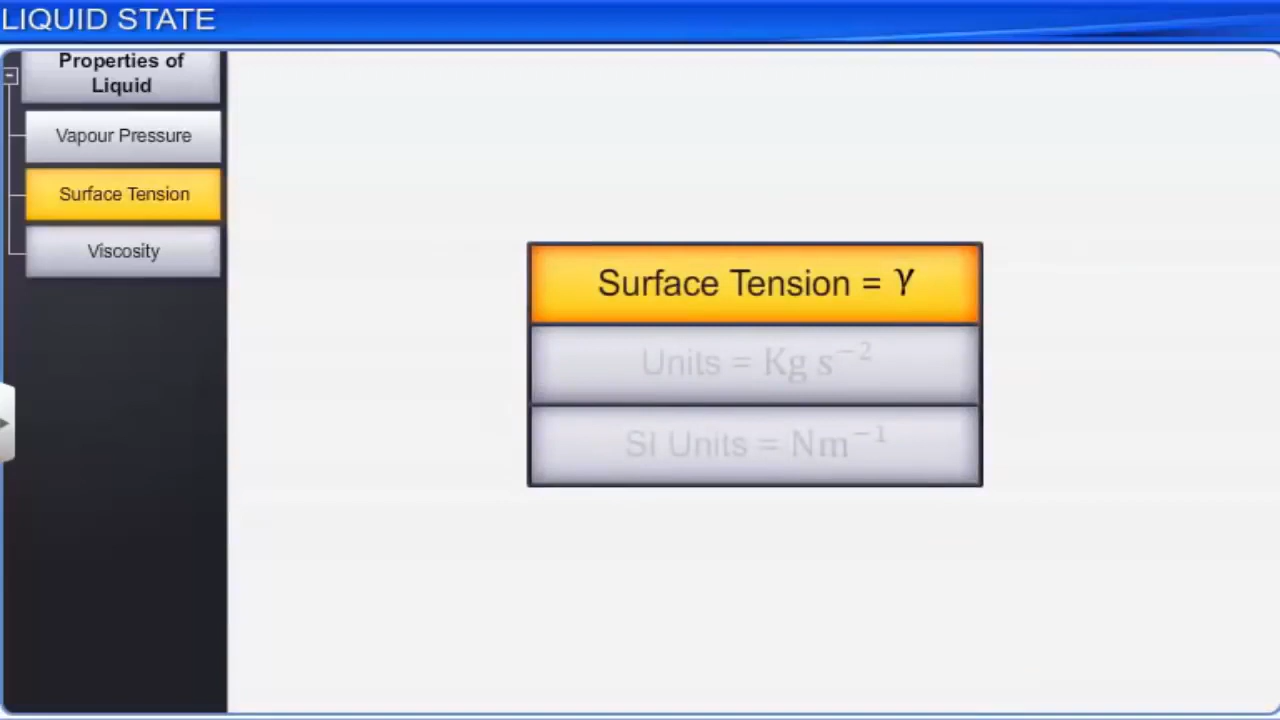 LIQUID STATE
Properties of
Liquid
Vapour Pressure
Surface Tension
Viscosity
Surface Tension = γ
Units = Kg s⁻²
SI Units = Nm⁻¹